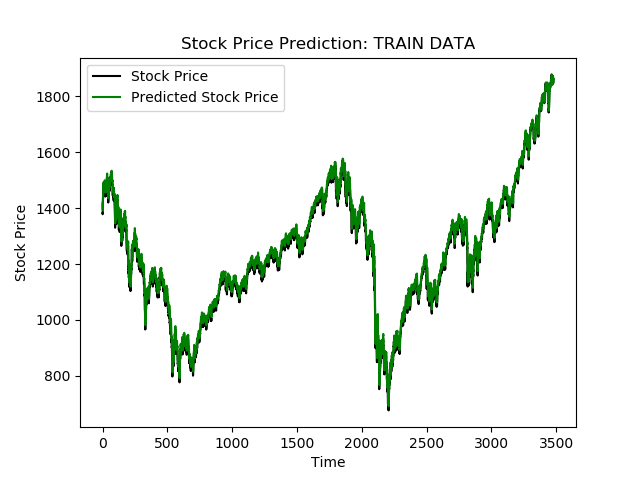 Stock Price Prediction: TRAIN DATA
Stock Price
Predicted Stock Price
1800
1600
1400
1200
1000
800
Stock Price
0 500 1000 1500 2000 2500 3000 3500
Time